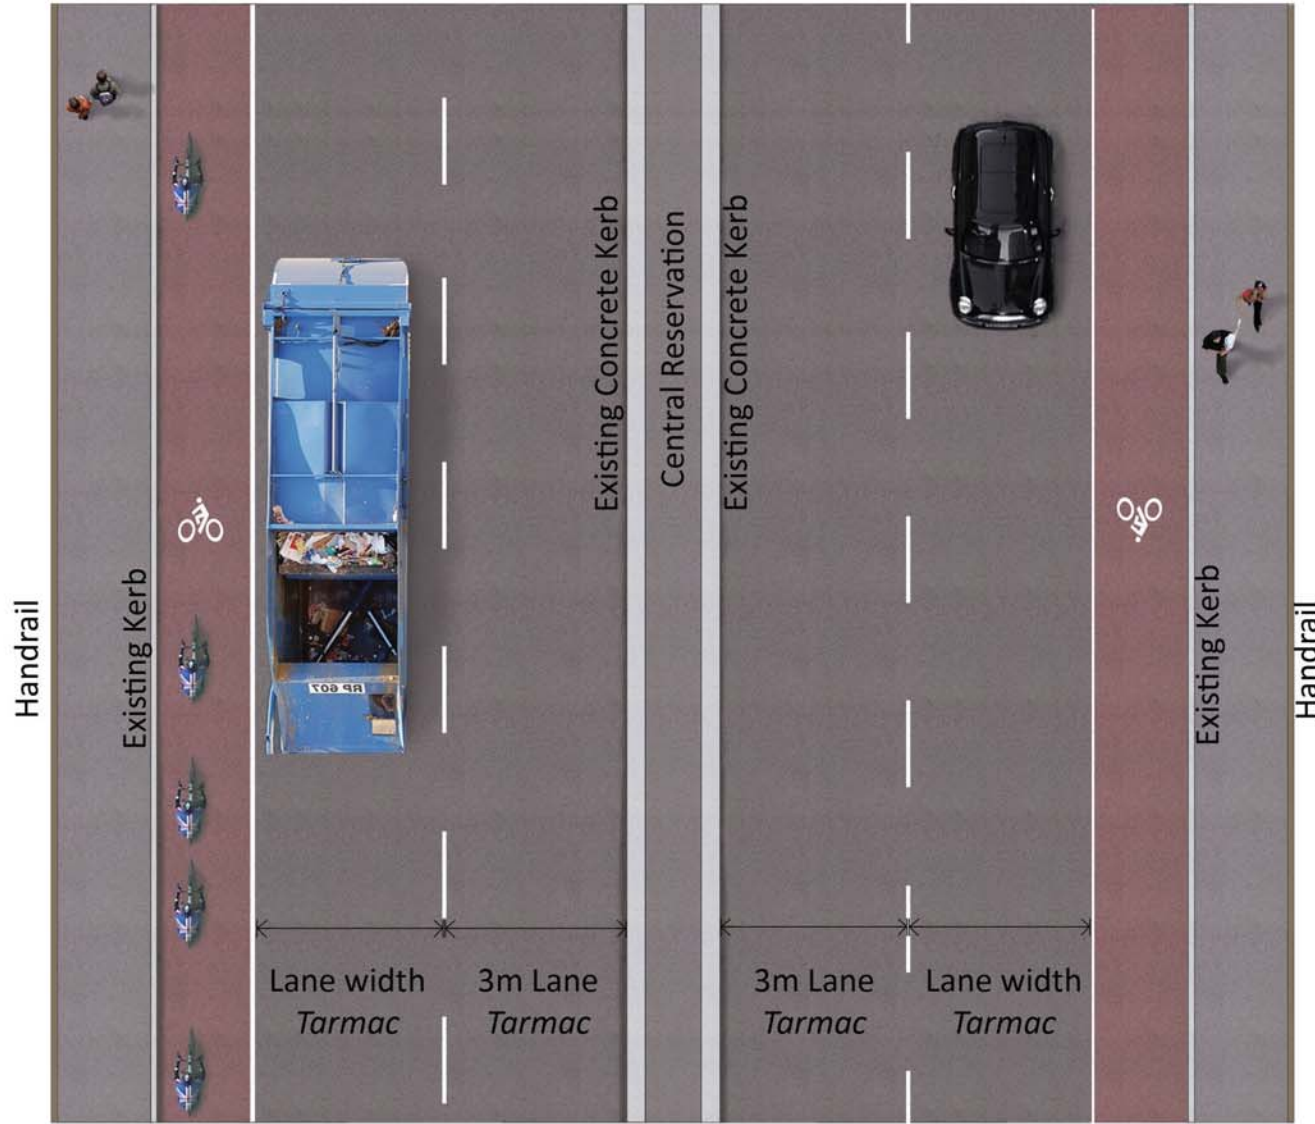 Handrail
Existing Kerb
RP 607
Existing Concrete Kerb
Central Reservation
Existing Concrete Kerb
Existing Kerb
Handrail
Lane width
Tarmac
3m Lane
Tarmac
3m Lane
Tarmac
Lane width
Tarmac